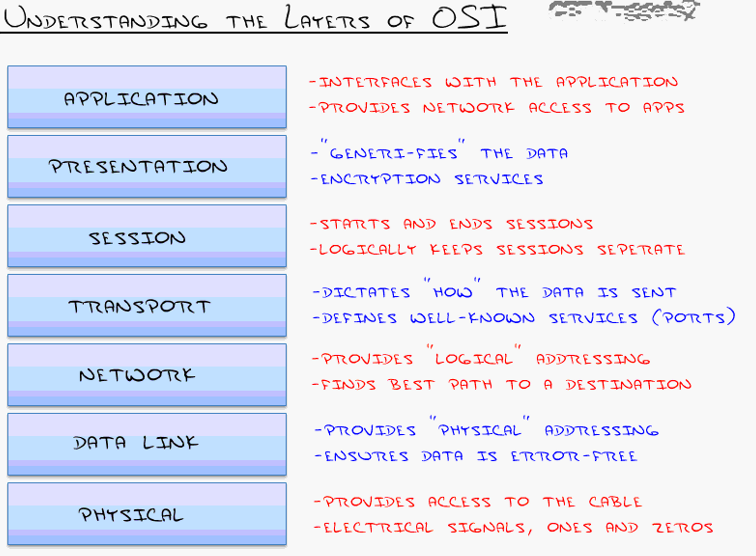 UNDERSTANDING THE LAYERS OF OSI
APPLICATION
-INTERFACES WITH THE APPLICATION
-PROVIDES NETWORK ACCESS TO APPS
PRESENTATION
-"GENERI-FIES" THE DATA
-ENCRYPTION SERVICES
SESSION
-STARTS AND ENDS SESSIONS
-LOGICALLY KEEPS SESSIONS SEPERATE
TRANSPORT
-DICTATES "HOW" THE DATA IS SENT
-DEFINES WELL-KNOWN SERVICES (PORTS)
NETWORK
-PROVIDES "LOGICAL" ADDRESSING
-FINDS BEST PATH TO A DESTINATION
DATA LINK
-PROVIDES "PHYSICAL" ADDRESSING
-ENSURES DATA IS ERROR-FREE
PHYSICAL
-PROVIDES ACCESS TO THE CABLE
-ELECTRICAL SIGNALS, ONES AND ZEROS